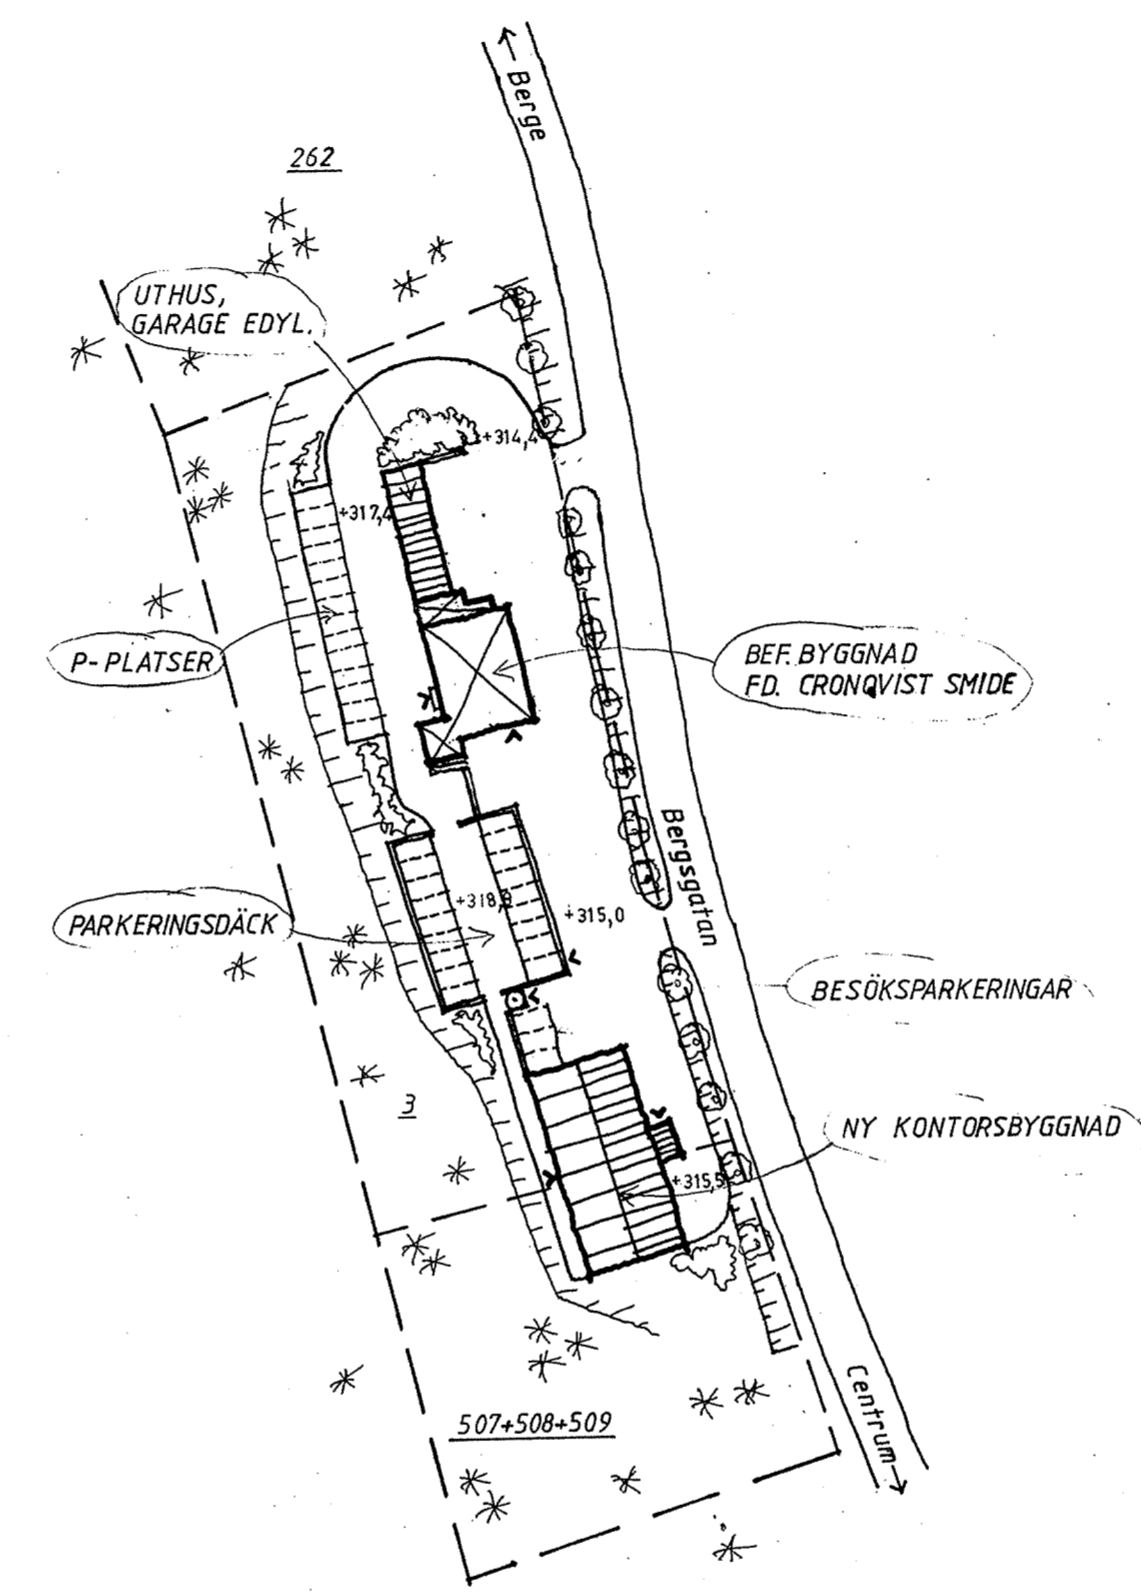 Berge
262
UTHUS,
GARAGE EDYL.
+314,4
+317,4
P-PLATSER
BEF. BYGGNAD
FD. CRONQVIST SMIDE
Bergsgatan
PARKERINGSDÄCK
+315,0
BESÖKSPARKERINGAR
3
NY KONTORSBYGGNAD
+315,5
507+508+509
Centrum